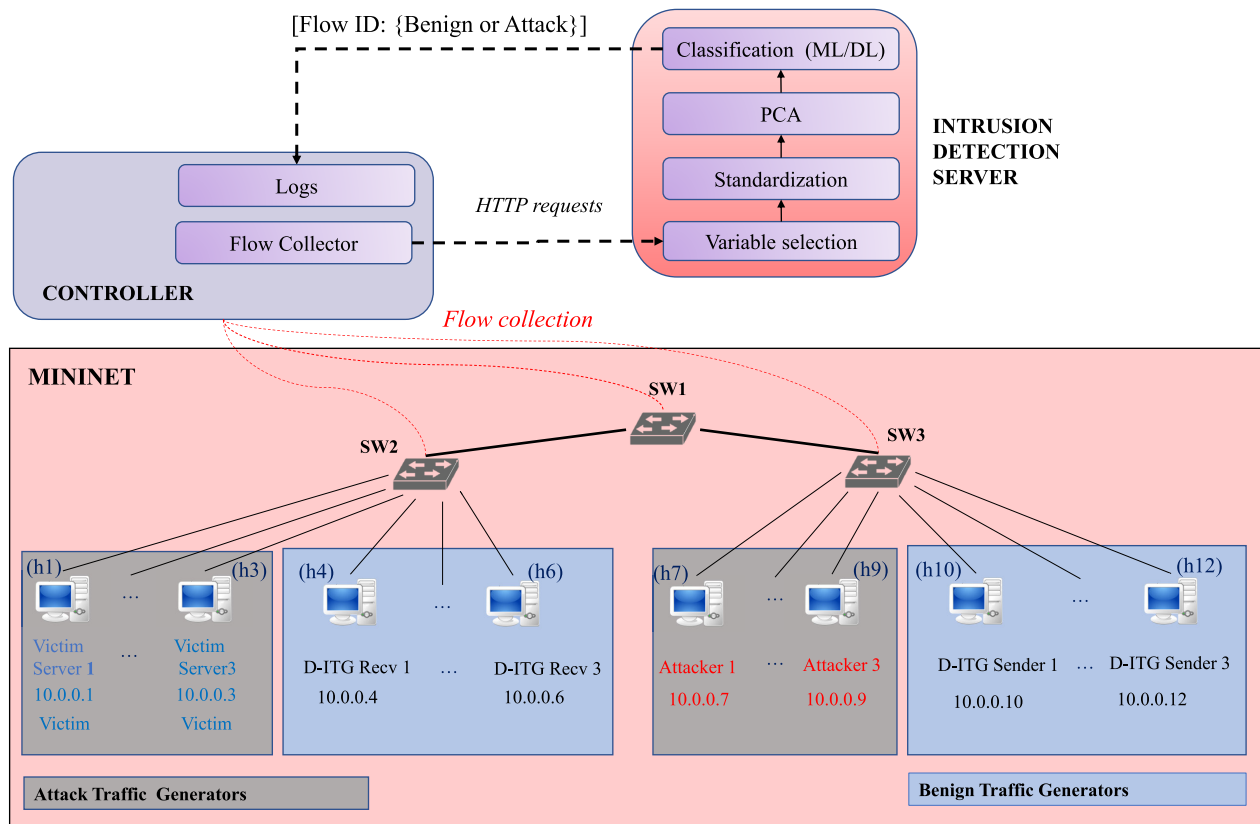 [Flow ID: {Benign or Attack}]
Classification (ML/DL)
PCA
Standardization
Variable selection
INTRUSION
DETECTION
SERVER
Logs
Flow Collector
CONTROLLER
HTTP requests
Flow collection
MININET
SW1
SW2
SW3
(h1)
...
(h3)
Victim
Server 1
10.0.0.1
Victim
...
Victim
Server3
10.0.0.3
Victim
(h4)
...
(h6)
D-ITG Recv 1
...
D-ITG Recv 3
10.0.0.4
10.0.0.6
(h7)
...
(h9)
Attacker 1
...
Attacker 3
10.0.0.7
10.0.0.9
(h10)
...
(h12)
D-ITG Sender 1
...
D-ITG Sender 3
10.0.0.10
10.0.0.12
Attack Traffic Generators
Benign Traffic Generators